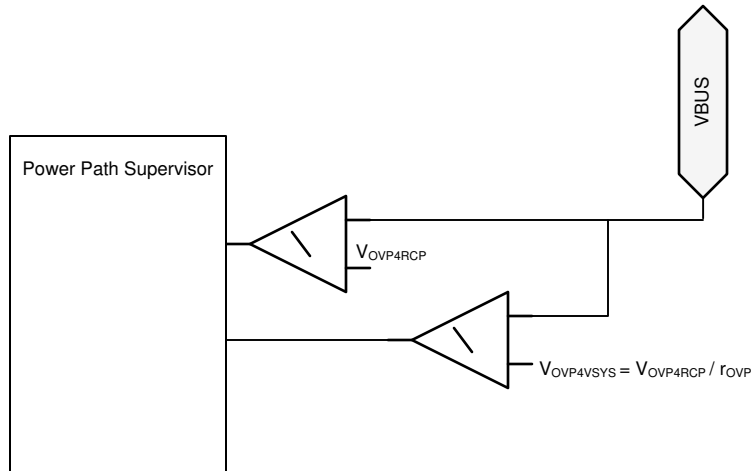 VBUS
Power Path Supervisor
VOVP4RCP
VOVP4VSYS = VOVP4RCP / rOVP